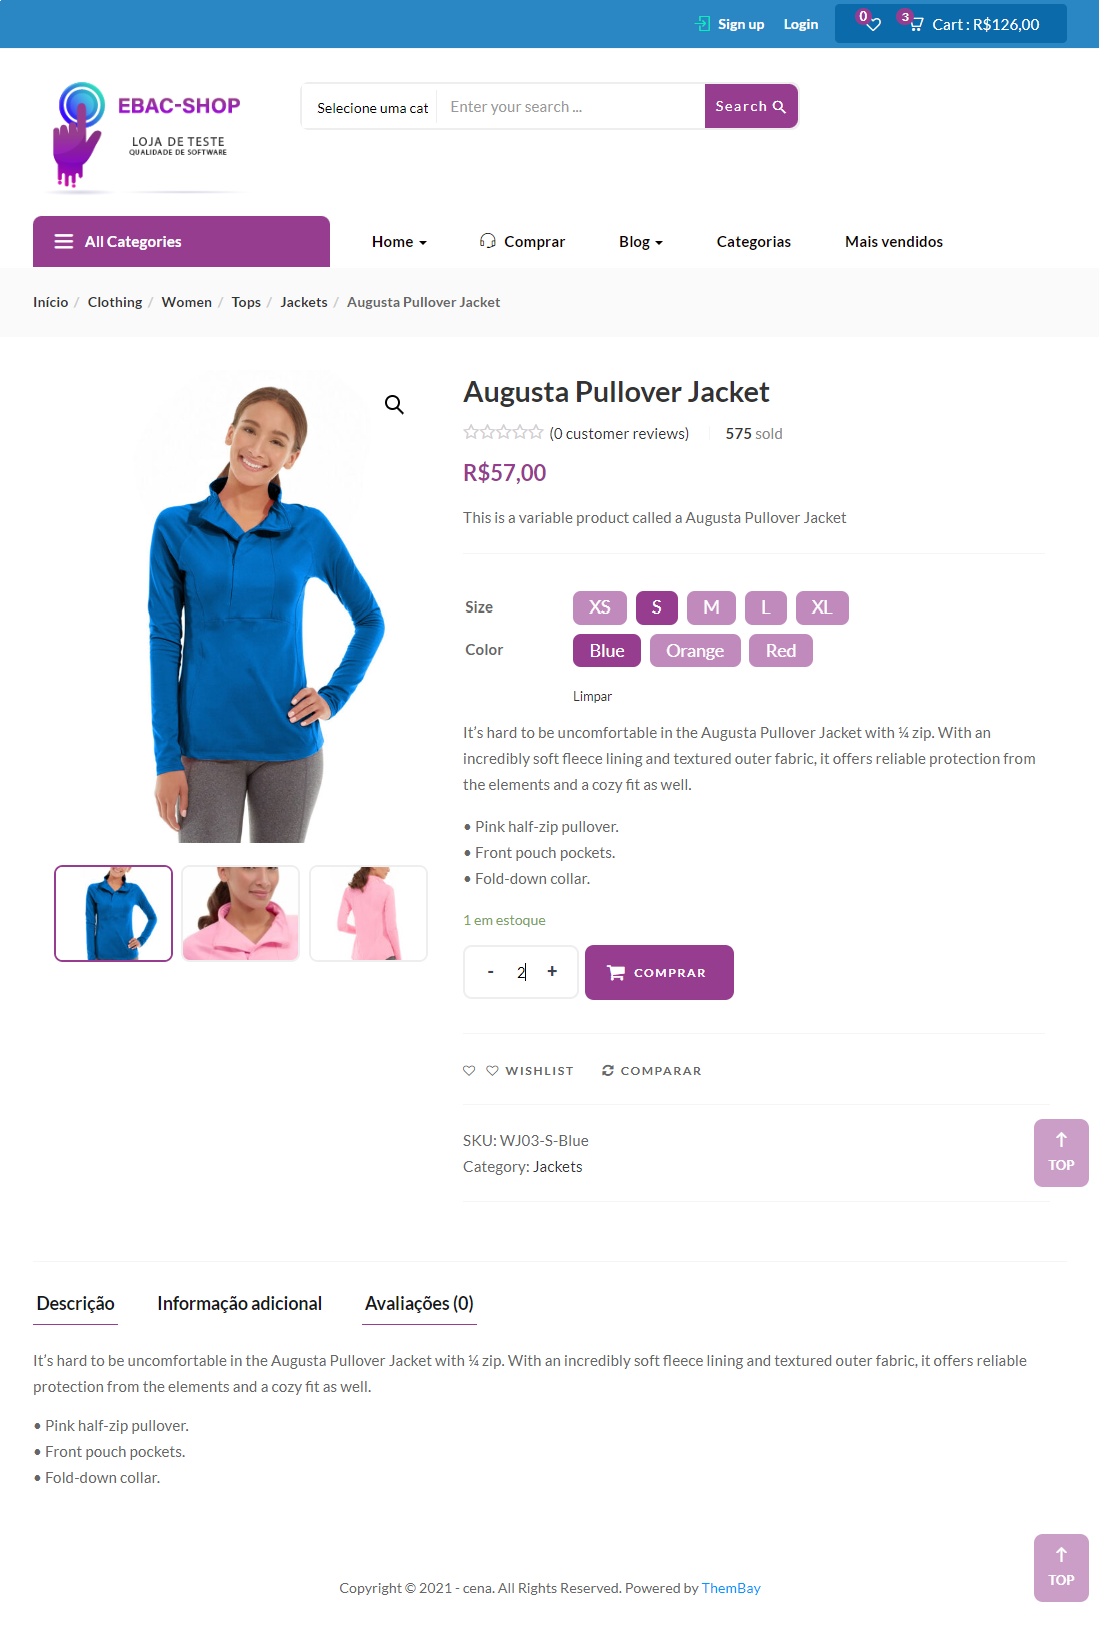 Sign up Login 0 3 Cart : R$126,00
EBAC-SHOP
LOJA DE TESTE
QUALIDADE DE SOFTWARE
Selecione uma cat Enter your search ... Search
All Categories Home Comprar Blog Categorias Mais vendidos
Início / Clothing / Women / Tops / Jackets / Augusta Pullover Jacket
Augusta Pullover Jacket
(0 customer reviews) 575 sold
R$57,00
This is a variable product called a Augusta Pullover Jacket
Size XS S M L XL
Color Blue Orange Red
Limpar
It’s hard to be uncomfortable in the Augusta Pullover Jacket with ¼ zip. With an
incredibly soft fleece lining and textured outer fabric, it offers reliable protection from
the elements and a cozy fit as well.
• Pink half-zip pullover.
• Front pouch pockets.
• Fold-down collar.
1 em estoque
- 2 + COMPRAR
WISHLIST COMPARAR
SKU: WJ03-S-Blue
Category: Jackets
TOP
Descrição Informação adicional Avaliações (0)
It’s hard to be uncomfortable in the Augusta Pullover Jacket with ¼ zip. With an incredibly soft fleece lining and textured outer fabric, it offers reliable
protection from the elements and a cozy fit as well.
• Pink half-zip pullover.
• Front pouch pockets.
• Fold-down collar.
TOP
Copyright © 2021 - cena. All Rights Reserved. Powered by ThemBay